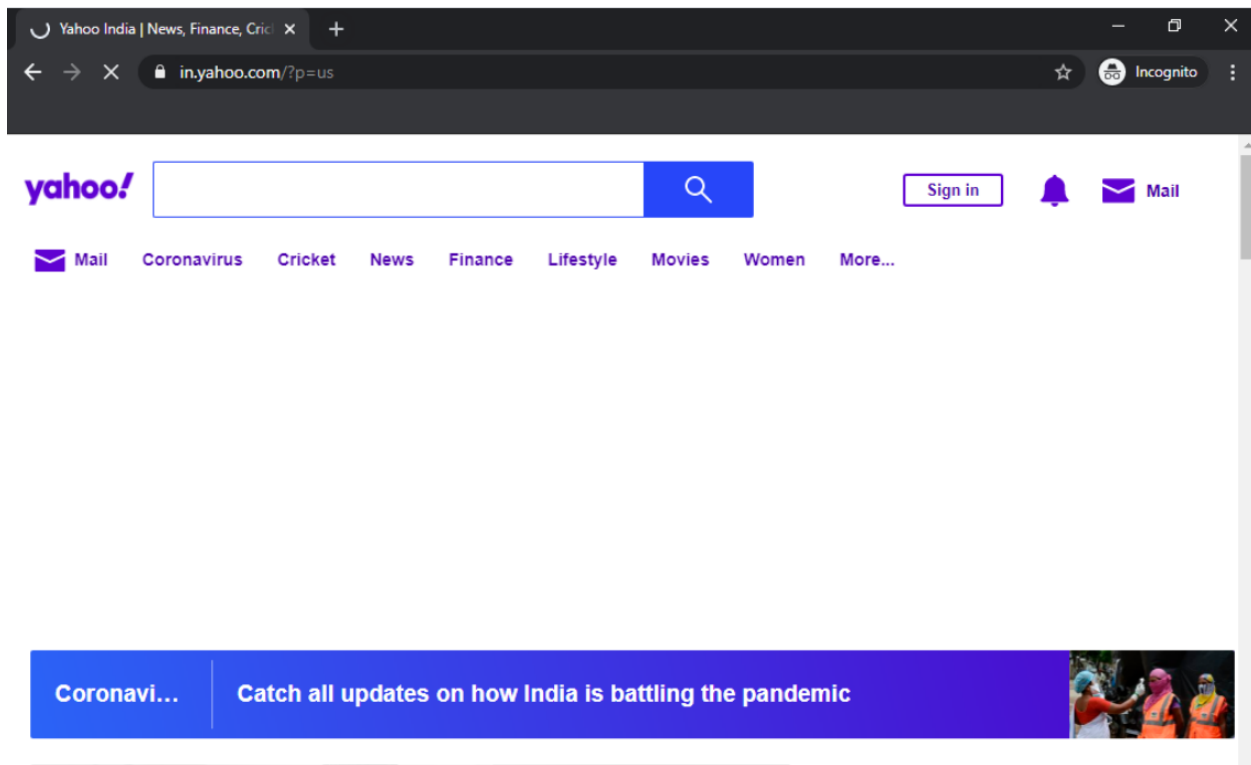 Yahoo India | News, Finance, Cric
in.yahoo.com/?p=us
Incognito
yahoo!
Sign in
Mail
Mail Coronavirus Cricket News Finance Lifestyle Movies Women More...
Coronavi... Catch all updates on how India is battling the pandemic